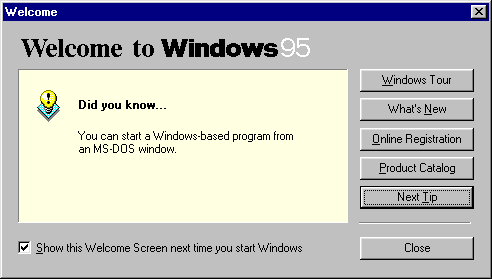 Welcome
Welcome to Windows95
Did you know...
You can start a Windows-based program from
an MS-DOS window.
Windows Tour
What's New
Online Registration
Product Catalog
Next Tip
Show this Welcome Screen next time you start Windows
Close